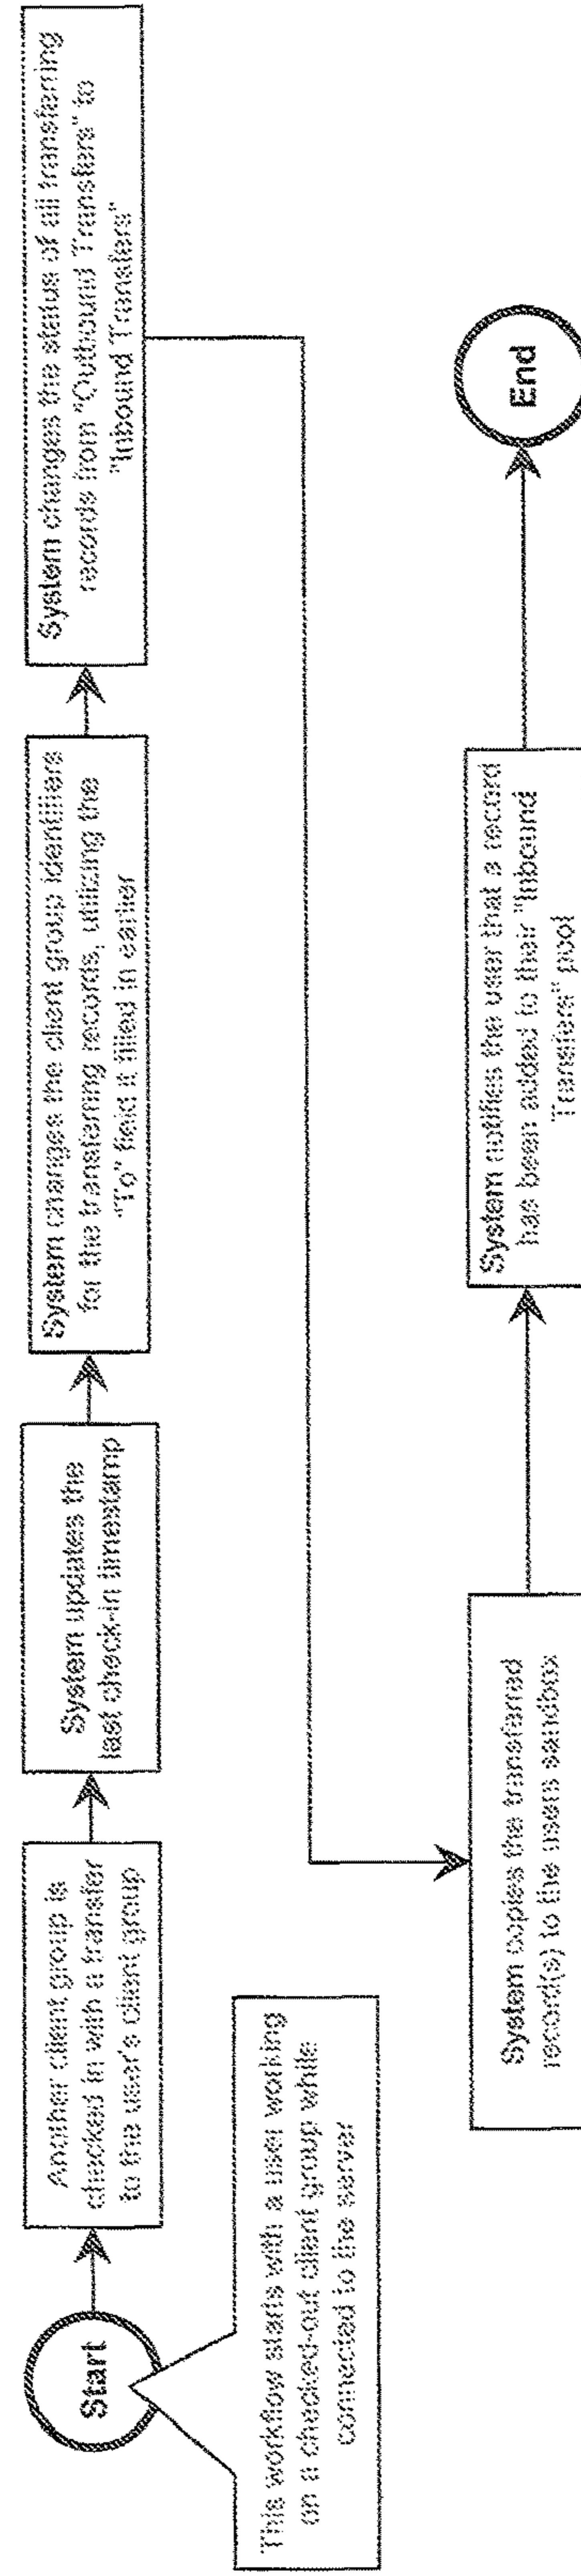 Start
This workflow starts with a user working
on a checked-out client group while
connected to the server
Another client group is
checked in with a transfer
to the user's client group
System updates the
last check-in timestamp
System changes the client group identifiers
for the transferring records, utilizing the
"To" field it filled in earlier
System changes the status of all transferring
records from "Outbound Transfers" to
"Inbound Transfers"
System copies the transferred
record(s) to the users sandbox
System notifies the user that a record
has been added to their "Inbound
Transfers" pool
End